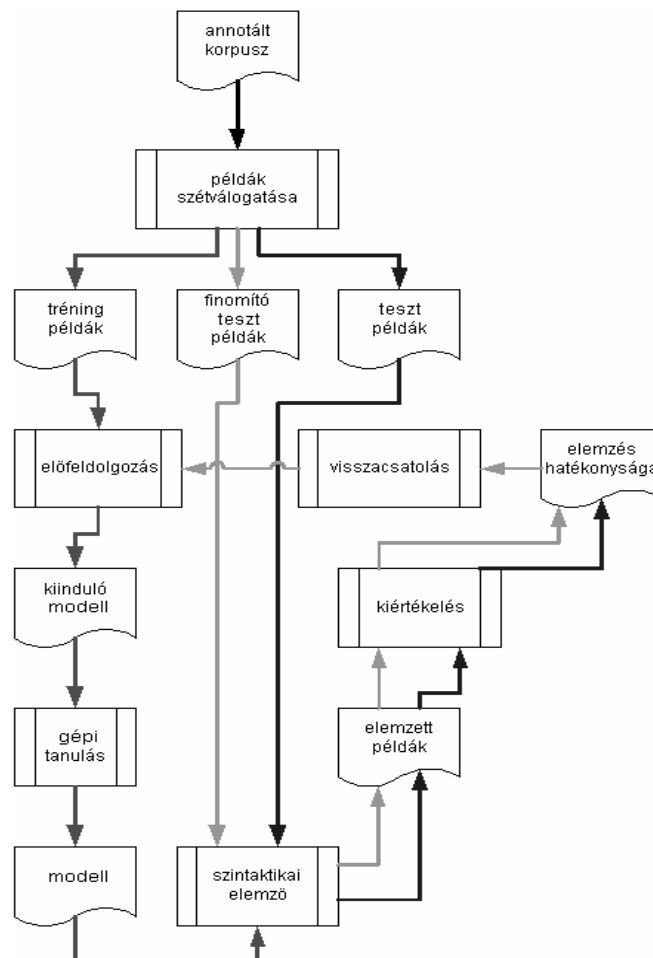 annotált
korpusz
példák
szétválogatása
tréning
példák
finomító
teszt
példák
teszt
példák
előfeldolgozás
visszacsatolás
elemzés
hatékonysága
kiinduló
modell
kiértékelés
gépi
tanulás
elemzett
példák
modell
szintaktikai
elemző